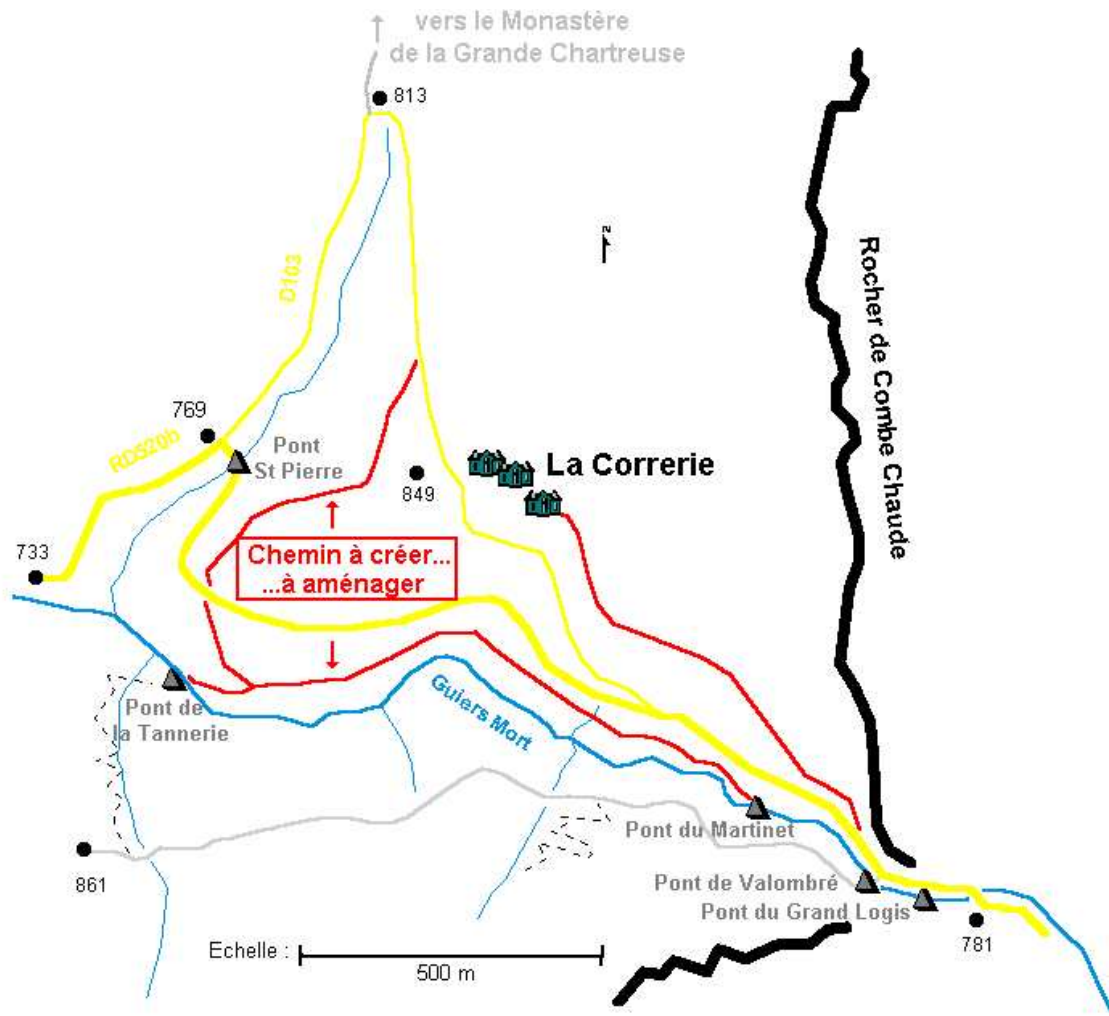 vers le Monastère
de la Grande Chartreuse
813
N
D103
Rocher de Combe Chaude
769
RD520b
Pont
St Pierre
La Correrie
849
733
Chemin à créer...
...à aménager
Pont de
la Tannerie
Guiers Mort
Pont du Martinet
861
Pont de Valombré
Pont du Grand Logis
781
Echelle :
500 m